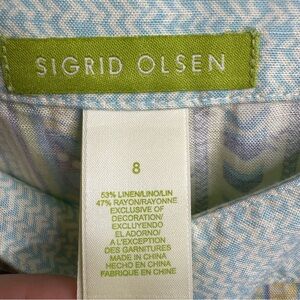 SIGRID OLSEN
8
53% LINEN/LINO/LIN
47% RAYON/RAYONNE
EXCLUSIVE OF
DECORATION/
EXCLUYENDO
EL ADORNO/
A L'EXCEPTION
DES GARNITURES
MADE IN CHINA
HECHO EN CHINA
FABRIQUE EN CHINE